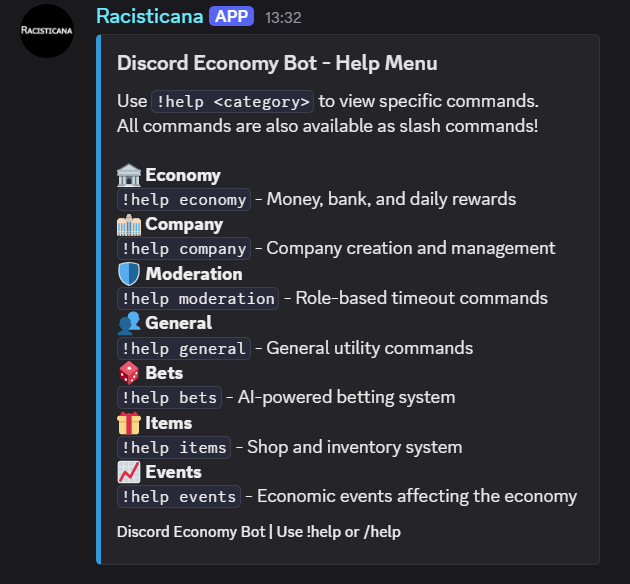 RACISTICANA
Racisticana APP 13:32
Discord Economy Bot - Help Menu
Use !help <category> to view specific commands.
All commands are also available as slash commands!
Economy
!help economy - Money, bank, and daily rewards
Company
!help company - Company creation and management
Moderation
!help moderation - Role-based timeout commands
General
!help general - General utility commands
Bets
!help bets - AI-powered betting system
Items
!help items - Shop and inventory system
Events
!help events - Economic events affecting the economy
Discord Economy Bot | Use !help or /help